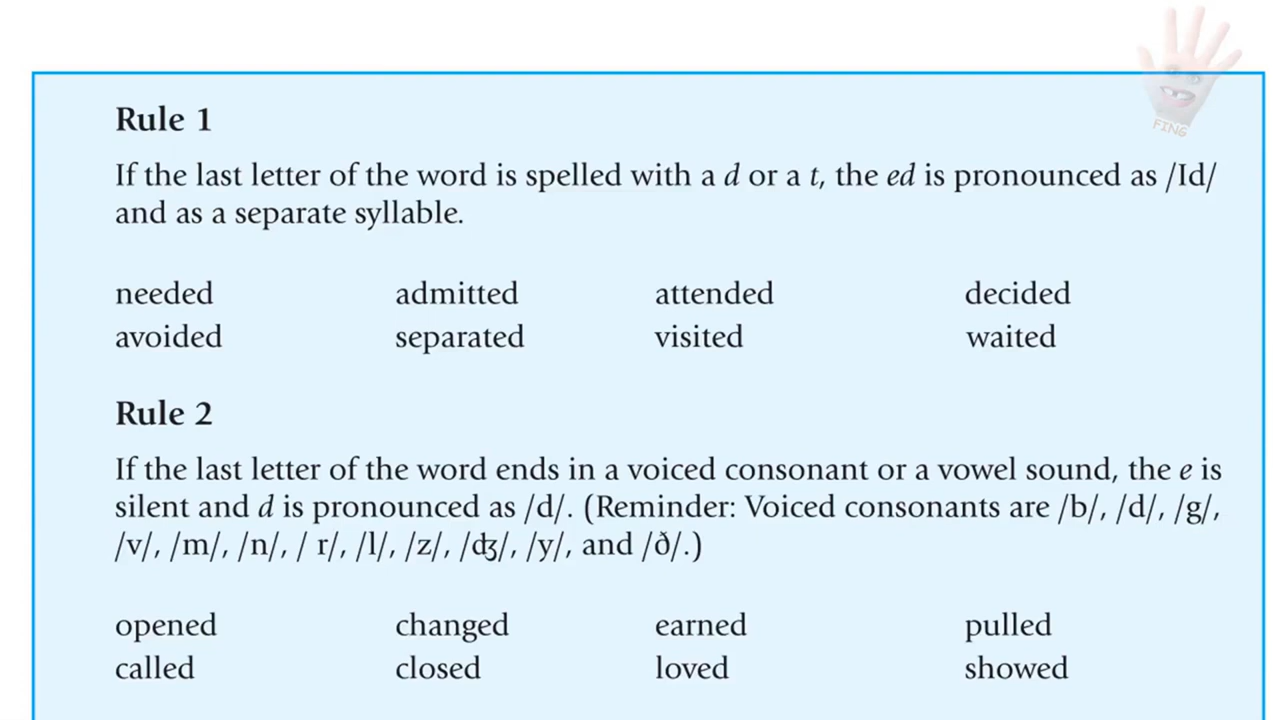 FING
Rule 1
If the last letter of the word is spelled with a d or a t, the ed is pronounced as /Id/
and as a separate syllable.
needed admitted attended decided
avoided separated visited waited
Rule 2
If the last letter of the word ends in a voiced consonant or a vowel sound, the e is
silent and d is pronounced as /d/. (Reminder: Voiced consonants are /b/, /d/, /g/,
/v/, /m/, /n/, / r/, /l/, /z/, /ʤ/, /y/, and /ð/.)
opened changed earned pulled
called closed loved showed